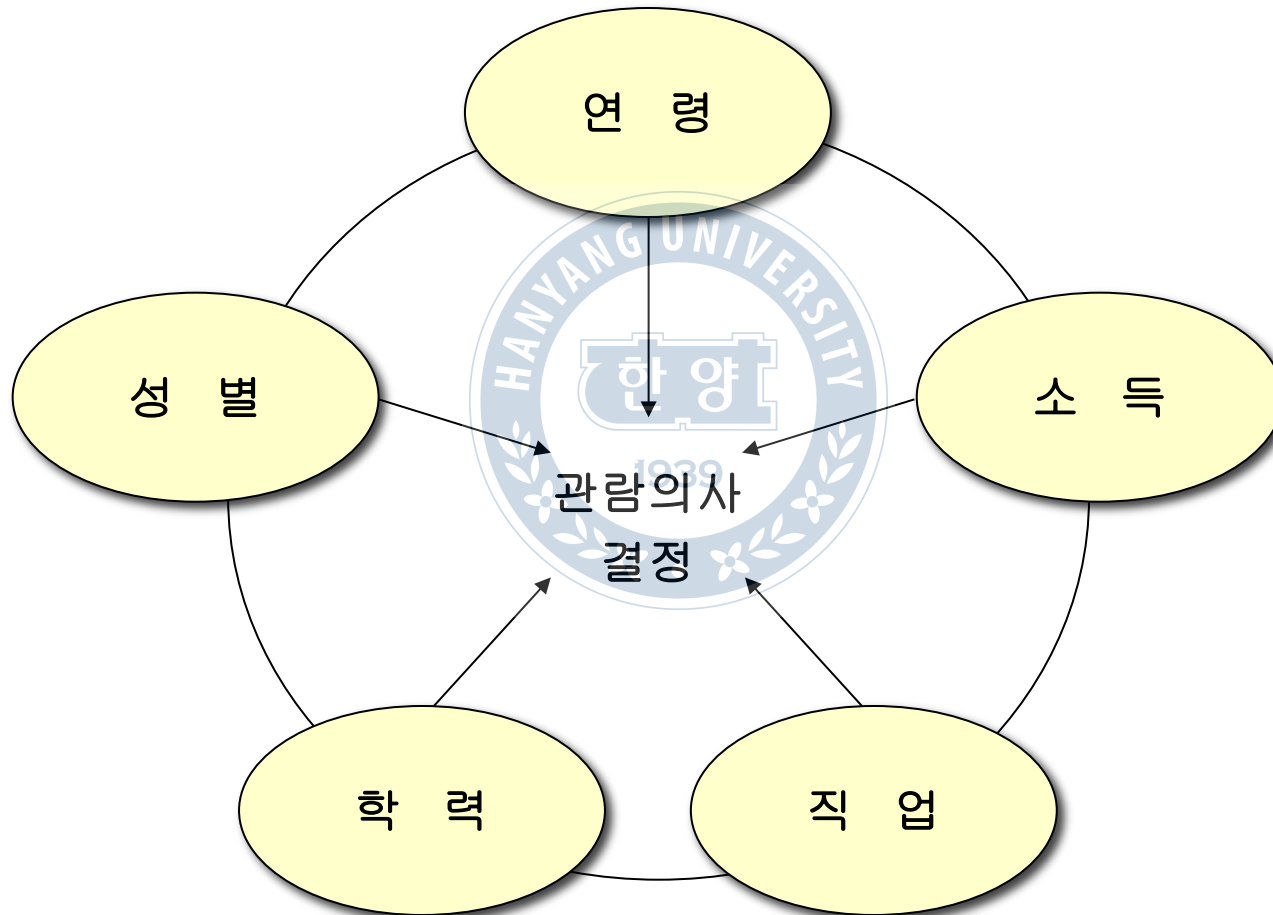 연 령
HANYANG UNIVERSITY
성 별
소 득
한양
1939
관람의사
결정
학 력
직 업